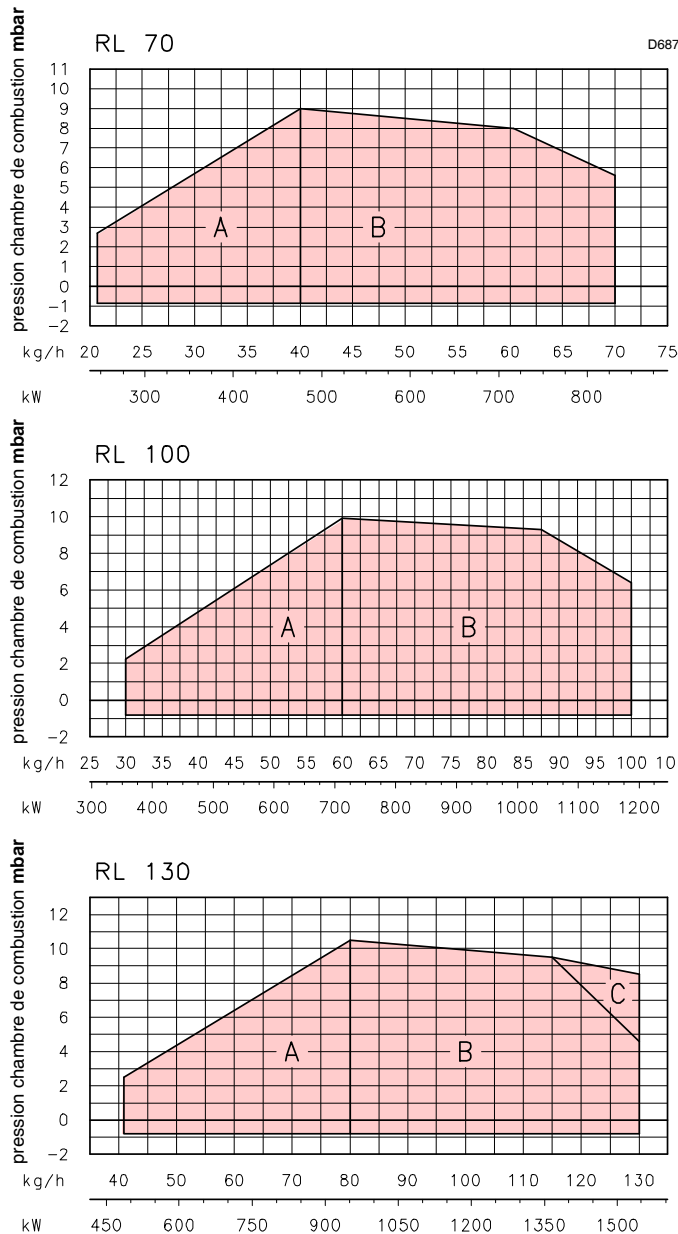 RL 70
D687
pression chambre de combustion mbar
11
10
9
8
7
6
5
4
3
2
1
0
−1
−2
A
B
kg/h 20 25 30 35 40 45 50 55 60 65 70 75
kW 300 400 500 600 700 800
RL 100
pression chambre de combustion mbar
12
10
8
6
4
2
0
−2
A
B
kg/h 25 30 35 40 45 50 55 60 65 70 75 80 85 90 95 100 10
kW 300 400 500 600 700 800 900 1000 1100 1200
RL 130
pression chambre de combustion mbar
12
10
8
6
4
2
0
−2
A
B
C
kg/h 40 50 60 70 80 90 100 110 120 130
kW 450 600 750 900 1050 1200 1350 1500